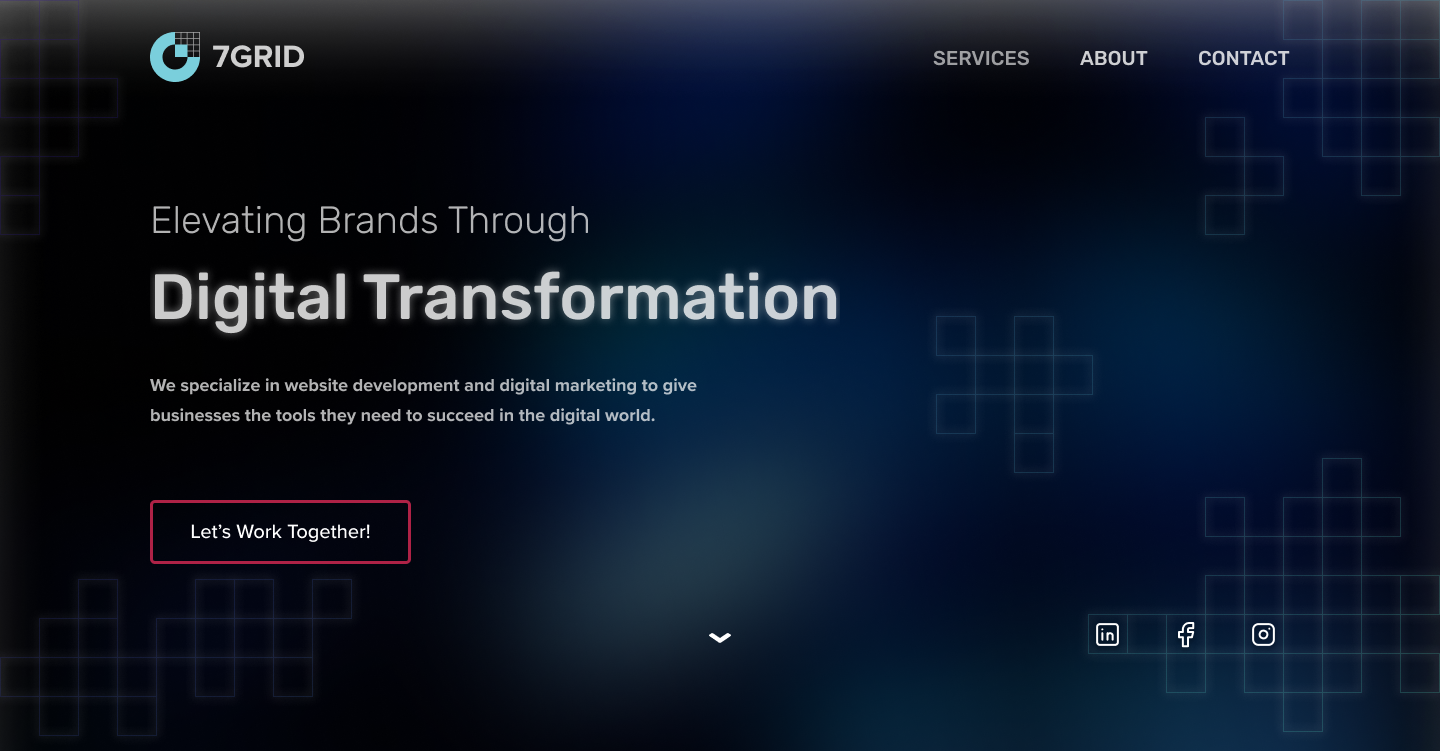 7GRID
SERVICES ABOUT CONTACT
Elevating Brands Through
Digital Transformation
We specialize in website development and digital marketing to give
businesses the tools they need to succeed in the digital world.
Let’s Work Together!